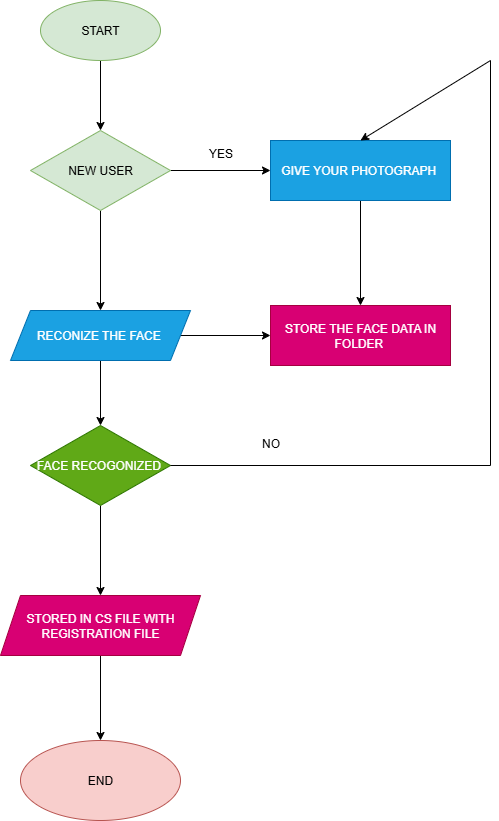 START
NEW USER
YES
GIVE YOUR PHOTOGRAPH
RECONIZE THE FACE
STORE THE FACE DATA IN
FOLDER
FACE RECOGONIZED
NO
STORED IN CS FILE WITH
REGISTRATION FILE
END